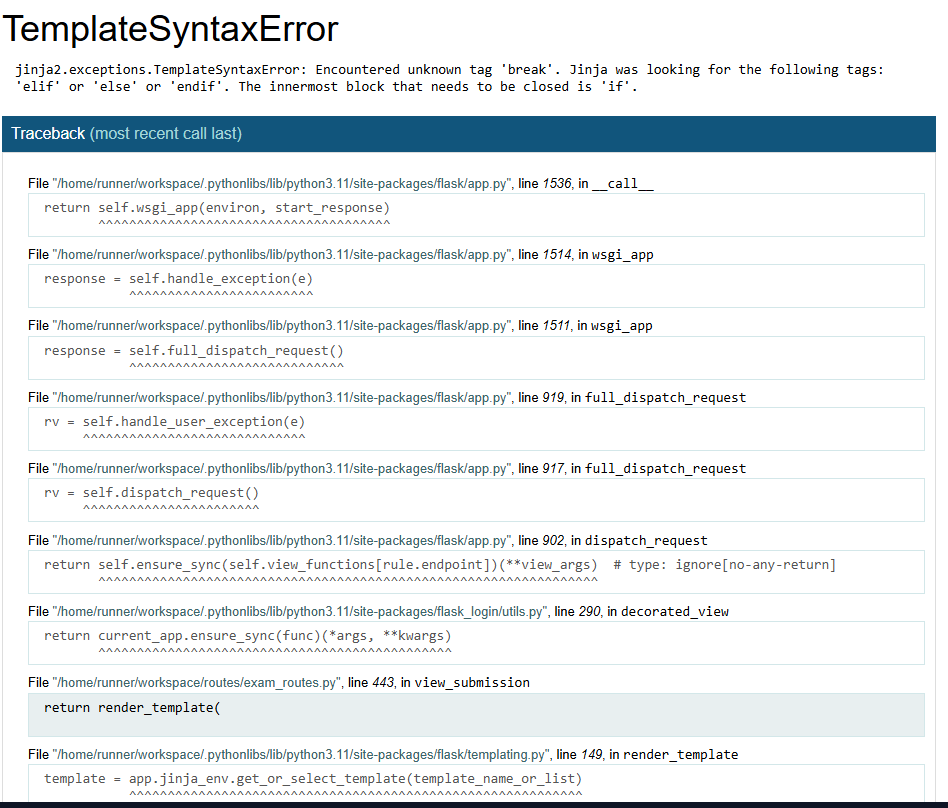 TemplateSyntaxError
jinja2.exceptions.TemplateSyntaxError: Encountered unknown tag 'break'. Jinja was looking for the following tags:
'elif' or 'else' or 'endif'. The innermost block that needs to be closed is 'if'.
Traceback (most recent call last)
File "/home/runner/workspace/.pythonlibs/lib/python3.11/site-packages/flask/app.py", line 1536, in __call__
return self.wsgi_app(environ, start_response)
^^^^^^^^^^^^^^^^^^^^^^^^^^^^^^^^^^^^^^
File "/home/runner/workspace/.pythonlibs/lib/python3.11/site-packages/flask/app.py", line 1514, in wsgi_app
response = self.handle_exception(e)
^^^^^^^^^^^^^^^^^^^^^^^^
File "/home/runner/workspace/.pythonlibs/lib/python3.11/site-packages/flask/app.py", line 1511, in wsgi_app
response = self.full_dispatch_request()
^^^^^^^^^^^^^^^^^^^^^^^^^^^^
File "/home/runner/workspace/.pythonlibs/lib/python3.11/site-packages/flask/app.py", line 919, in full_dispatch_request
rv = self.handle_user_exception(e)
^^^^^^^^^^^^^^^^^^^^^^^^^^^^^
File "/home/runner/workspace/.pythonlibs/lib/python3.11/site-packages/flask/app.py", line 917, in full_dispatch_request
rv = self.dispatch_request()
^^^^^^^^^^^^^^^^^^^^^^^
File "/home/runner/workspace/.pythonlibs/lib/python3.11/site-packages/flask/app.py", line 902, in dispatch_request
return self.ensure_sync(self.view_functions[rule.endpoint])(**view_args)  # type: ignore[no-any-return]
^^^^^^^^^^^^^^^^^^^^^^^^^^^^^^^^^^^^^^^^^^^^^^^^^^^^^^^^^^^^^^^^^
File "/home/runner/workspace/.pythonlibs/lib/python3.11/site-packages/flask_login/utils.py", line 290, in decorated_view
return current_app.ensure_sync(func)(*args, **kwargs)
^^^^^^^^^^^^^^^^^^^^^^^^^^^^^^^^^^^^^^^^^^^^^^
File "/home/runner/workspace/routes/exam_routes.py", line 443, in view_submission
return render_template(
File "/home/runner/workspace/.pythonlibs/lib/python3.11/site-packages/flask/templating.py", line 149, in render_template
template = app.jinja_env.get_or_select_template(template_name_or_list)
^^^^^^^^^^^^^^^^^^^^^^^^^^^^^^^^^^^^^^^^^^^^^^^^^^^^^^^^^^^